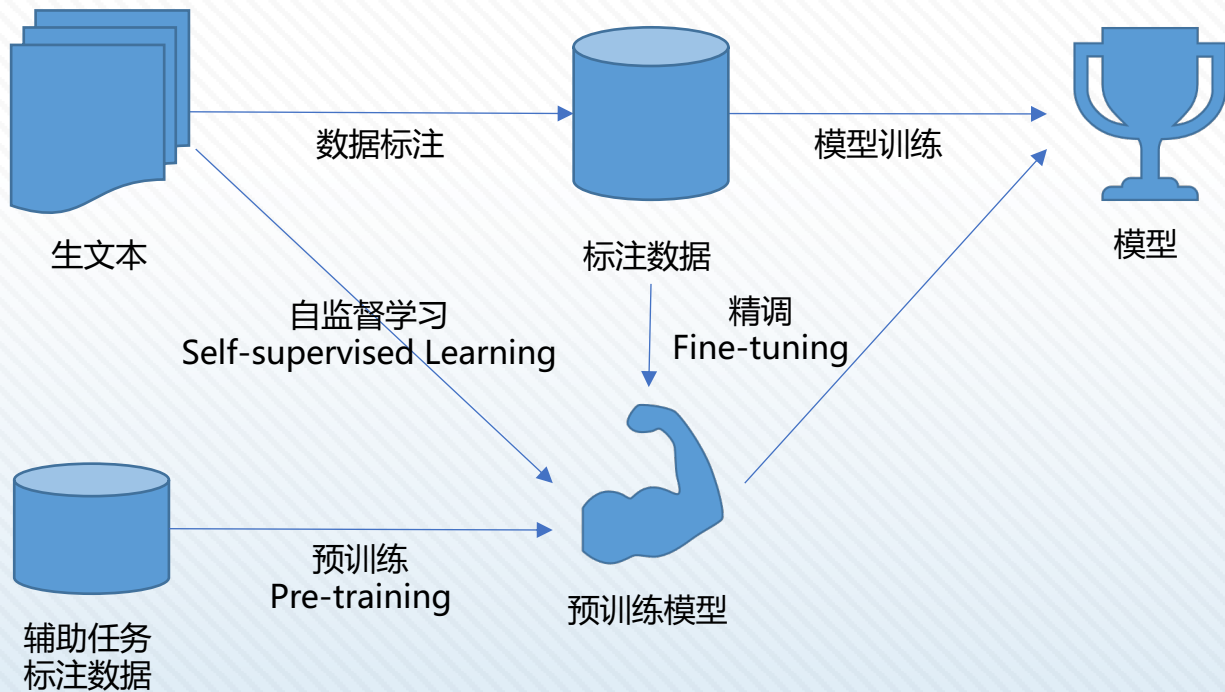 数据标注
模型训练
生文本
标注数据
模型
自监督学习
Self-supervised Learning
精调
Fine-tuning
预训练
Pre-training
预训练模型
辅助任务
标注数据